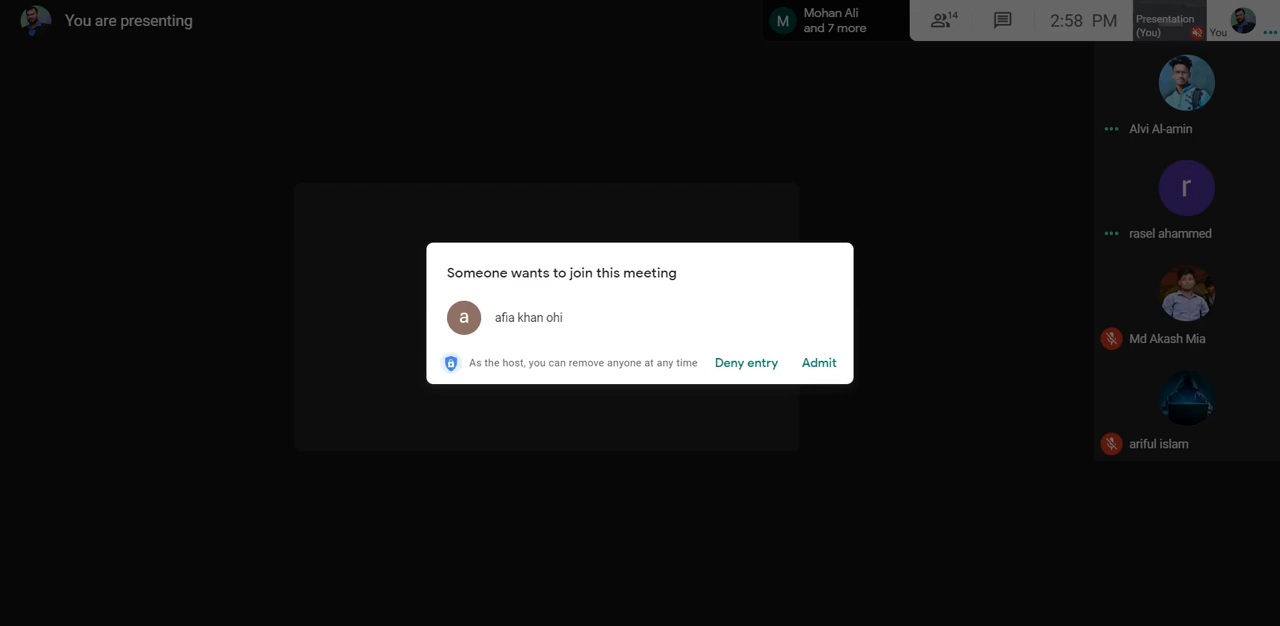 You are presenting
M
Mohan Ali
and 7 more
14
2:58 PM
Presentation
(You)
You
Alvi Al-amin
r
rasel ahammed
Md Akash Mia
ariful islam
Someone wants to join this meeting
a
afia khan ohi
As the host, you can remove anyone at any time
Deny entry
Admit